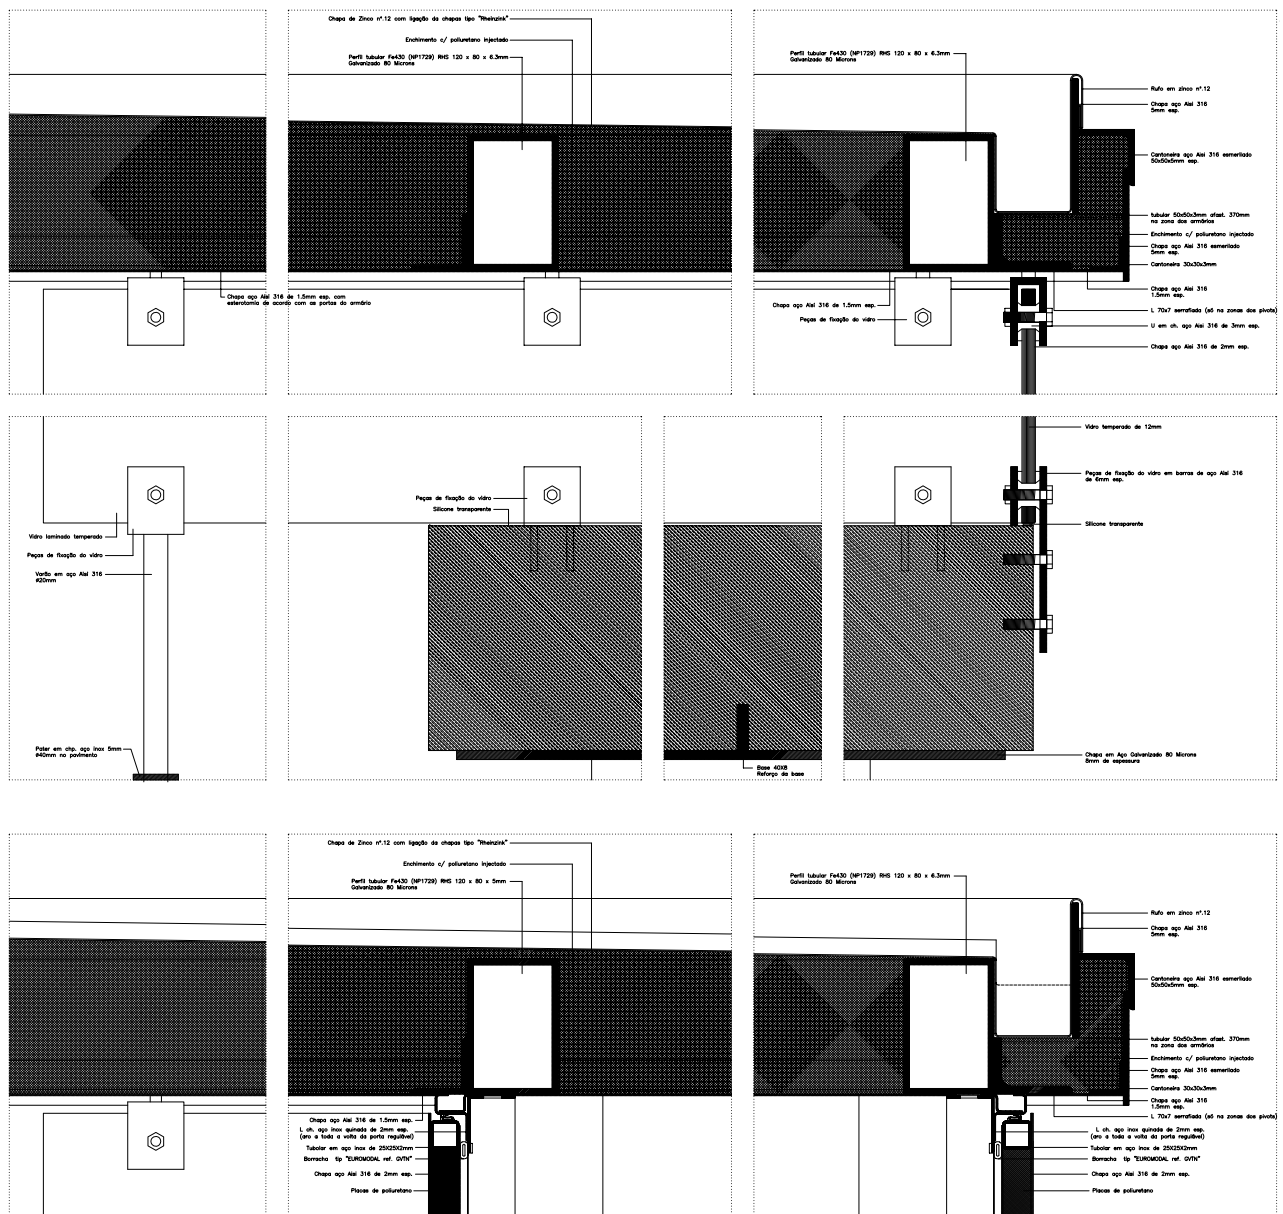 Chapa de Zinco nº.12 com ligação da chapas tipo "Rheinzink"
Enchimento c/ poliuretano injectado
Perfil tubular Fe430 (NP1729) RHS 120 x 80 x 6.3mm
Galvanizado 80 Microns
Perfil tubular Fe430 (NP1729) RHS 120 x 80 x 6.3mm
Galvanizado 80 Microns
Rufo em zinco nº.12
Chapa aço Aisi 316
5mm esp.
Cantoneira aço Aisi 316 esmerilado
50x50x5mm esp.
tubular 50x50x3mm afast. 370mm
na zona dos armários
Enchimento c/ poliuretano injectado
Chapa aço Aisi 316 esmerilado
5mm esp.
Cantoneira 30x30x3mm
Chapa aço Aisi 316
1.5mm esp.
L 70x7 serrafiada (só na zonas dos pivots)
U em ch. aço Aisi 316 de 3mm esp.
Chapa aço Aisi 316 de 2mm esp.
Chapa aço Aisi 316 de 1.5mm esp. com
esterotomia de acordo com as portas do armário
Chapa aço Aisi 316 de 1.5mm esp.
Peças de fixação do vidro
Vidro temperado de 12mm
Peças de fixação do vidro em barras de aço Aisi 316
de 6mm esp.
Silicone transparente
Peças de fixação do vidro
Silicone transparente
Vidro laminado temperado
Peças de fixação do vidro
Varão em aço Aisi 316
#20mm
Pater em chp. aço inox 5mm
#40mm no pavimento
Base 40X8
Reforço da base
Chapa em Aço Galvanizado 80 Microns
8mm de espessura
Chapa de Zinco nº.12 com ligação da chapas tipo "Rheinzink"
Enchimento c/ poliuretano injectado
Perfil tubular Fe430 (NP1729) RHS 120 x 80 x 5mm
Galvanizado 80 Microns
Perfil tubular Fe430 (NP1729) RHS 120 x 80 x 6.3mm
Galvanizado 80 Microns
Rufo em zinco nº.12
Chapa aço Aisi 316
5mm esp.
Cantoneira aço Aisi 316 esmerilado
50x50x5mm esp.
tubular 50x50x3mm afast. 370mm
na zona dos armários
Enchimento c/ poliuretano injectado
Chapa aço Aisi 316 esmerilado
5mm esp.
Cantoneira 30x30x3mm
Chapa aço Aisi 316
1.5mm esp.
L 70x7 serrafiada (só na zonas dos pivots)
Chapa aço Aisi 316 de 1.5mm esp.
L ch. aço inox quinada de 2mm esp.
(aro a toda a volta da porta regulável)
Tubolar em aço inox de 25X25X2mm
Borracha tip "EUROMODAL ref. GVTN"
Chapa aço Aisi 316 de 2mm esp.
Placas de poliuretano
L ch. aço inox quinada de 2mm esp.
(aro a toda a volta da porta regulável)
Tubolar em aço inox de 25X25X2mm
Borracha tip "EUROMODAL ref. GVTN"
Chapa aço Aisi 316 de 2mm esp.
Placas de poliuretano